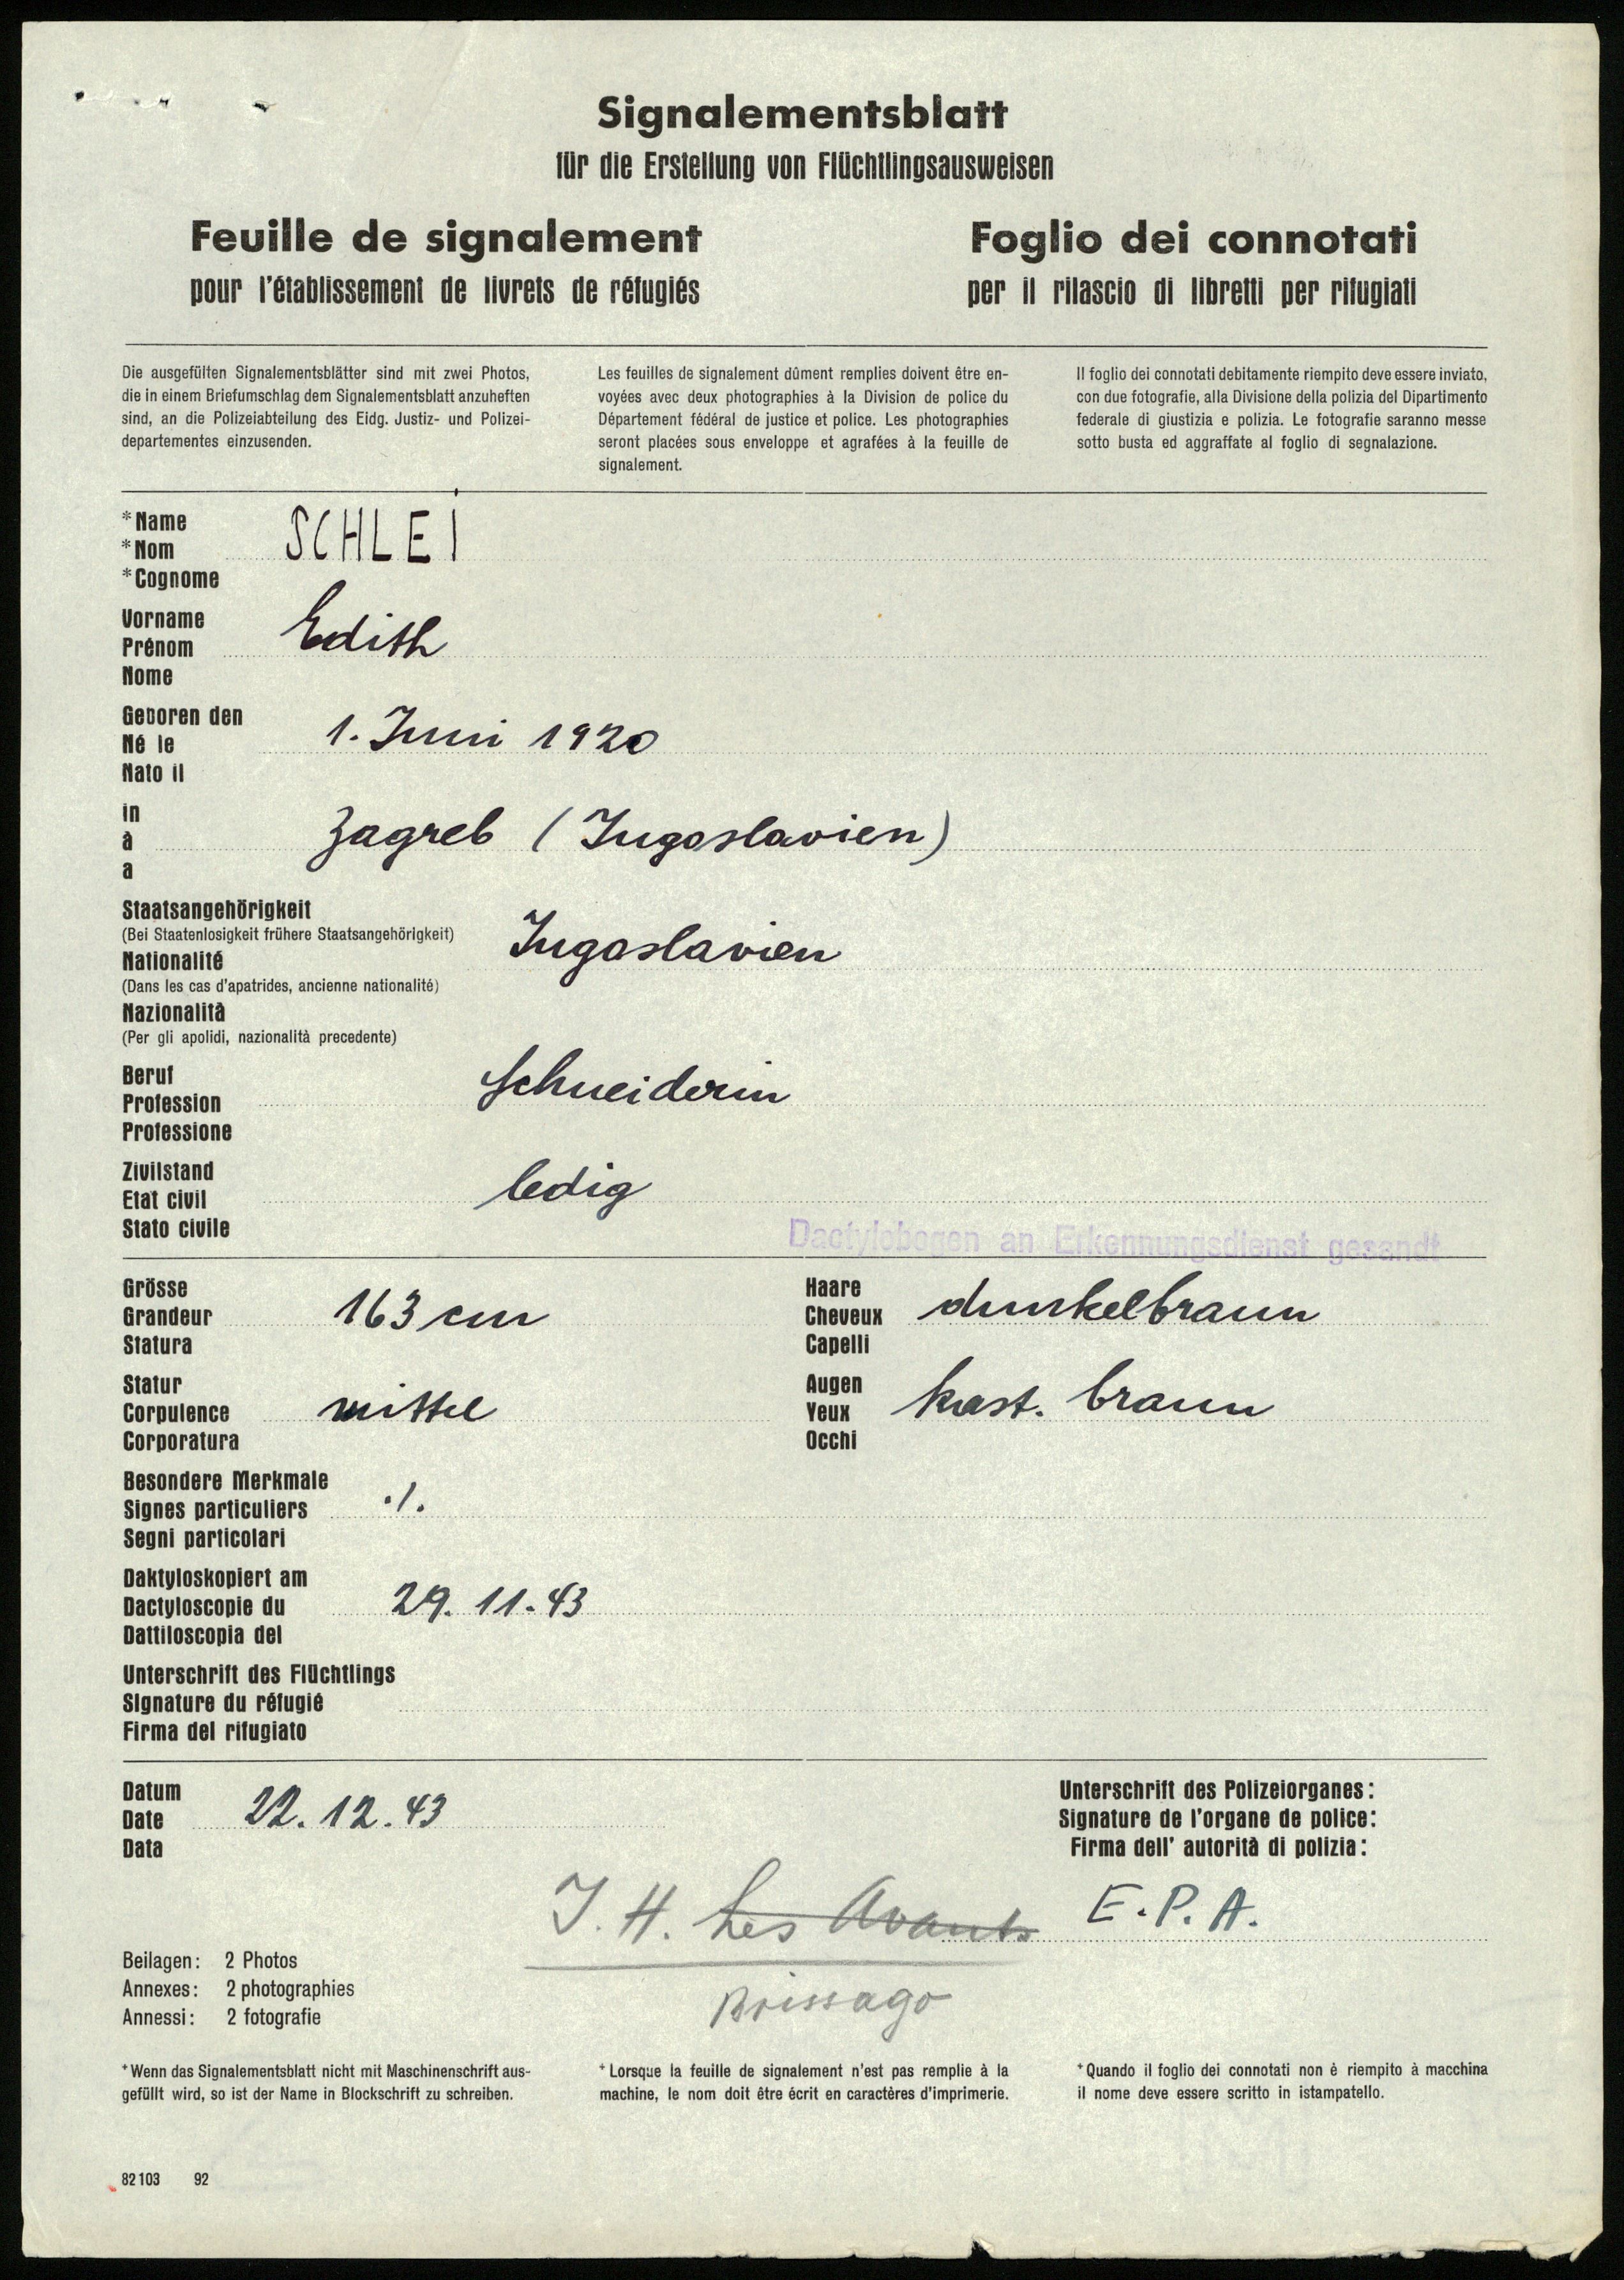 Signalementsblatt
für die Erstellung von Flüchtlingsausweisen
Feuille de signalement
pour l'établissement de livrets de réfugiés
Foglio dei connotati
per il rilascio di libretti per rifugiati
Die ausgefüllten Signalementsblätter sind mit zwei Photos,
die in einem Briefumschlag dem Signalementsblatt anzuheften
sind, an die Polizeiabteilung des Eidg. Justiz- und Polizei-
departementes einzusenden.
Les feuilles de signalement dûment remplies doivent être en-
voyées avec deux photographies à la Division de police du
Département fédéral de justice et police. Les photographies
seront placées sous enveloppe et agrafées à la feuille de
signalement.
Il foglio dei connotati debitamente riempito deve essere inviato,
con due fotografie, alla Divisione della polizia del Dipartimento
federale di giustizia e polizia. Le fotografie saranno messe
sotto busta ed aggraffate al foglio di segnalazione.
*Name
*Nom SCHLEI
*Cognome
Vorname
Prénom Edith
Nome
Geboren den
Né le 1. Juni 1920
Nato il
in
à Zagreb (Jugoslavien)
a
Staatsangehörigkeit
(Bei Staatenlosigkeit frühere Staatsangehörigkeit)
Nationalité Jugoslavien
(Dans les cas d'apatrides, ancienne nationalité)
Nazionalità
(Per gli apolidi, nazionalità precedente)
Beruf
Profession Schneiderin
Professione
Zivilstand
Etat civil ledig
Stato civile
Dactylobogen an Erkennungsdienst gesandt
Grösse
Grandeur 163 cm
Statura
Haare
Cheveux dunkelbraun
Capelli
Statur
Corpulence mittel
Corporatura
Augen
Yeux kast. braun
Occhi
Besondere Merkmale
Signes particuliers ./.
Segni particolari
Daktyloskopiert am
Dactyloscopie du 29. 11. 43
Dattiloscopia del
Unterschrift des Flüchtlings
Signature du réfugié
Firma del rifugiato
Datum
Date 22. 12. 43
Data
Unterschrift des Polizeiorganes:
Signature de l'organe de police:
Firma dell' autorità di polizia:
J. H. Les Avants E. P. A.
Brissago
Beilagen: 2 Photos
Annexes: 2 photographies
Annessi: 2 fotografie
+Wenn das Signalementsblatt nicht mit Maschinenschrift aus-
gefüllt wird, so ist der Name in Blockschrift zu schreiben.
+Lorsque la feuille de signalement n'est pas remplie à la
machine, le nom doit être écrit en caractères d'imprimerie.
+Quando il foglio dei connotati non è riempito à macchina
il nome deve essere scritto in istampatello.
82103 92